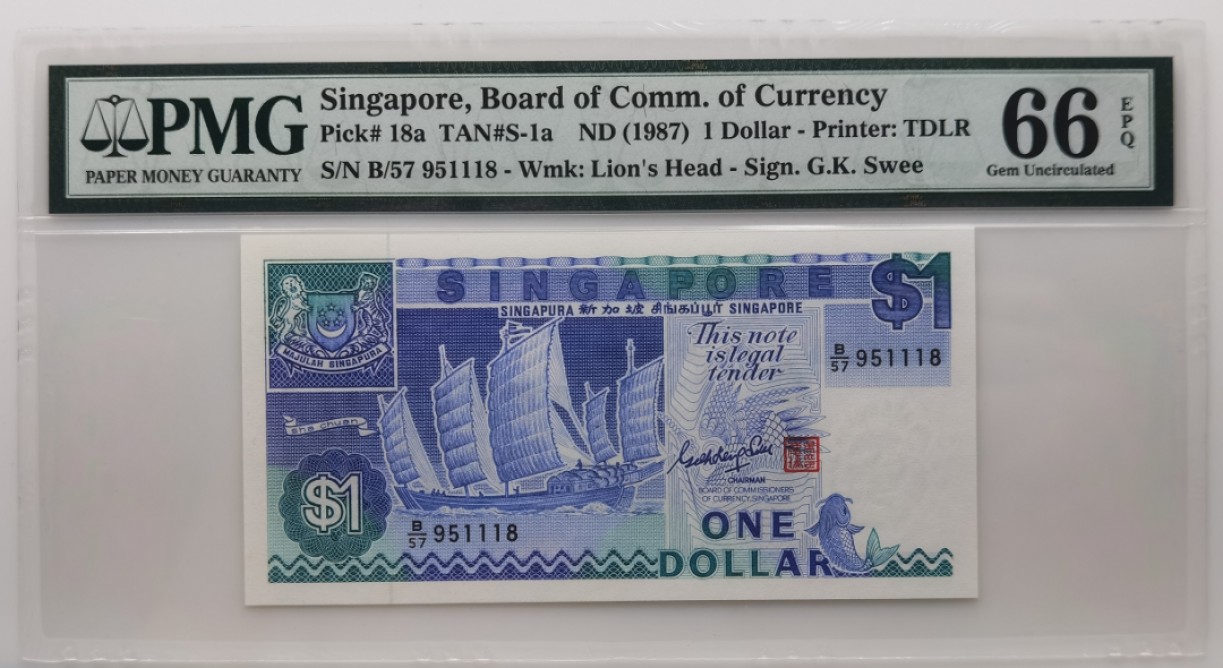 PMG
PAPER MONEY GUARANTY
Singapore, Board of Comm. of Currency
Pick# 18a TAN#S-1a ND (1987) 1 Dollar - Printer: TDLR
S/N B/57 951118 - Wmk: Lion's Head - Sign. G.K. Swee
66
EPQ
Gem Uncirculated
SINGAPORE
$1
SINGAPURA 新加坡 சிங்கப்பூர் SINGAPORE
MAJULAH SINGAPURA
This note
is legal
tender
B/57 951118
sha chuan
$1
CHAIRMAN
BOARD OF COMMISSIONERS
OF CURRENCY, SINGAPORE
B/57 951118
ONE
DOLLAR